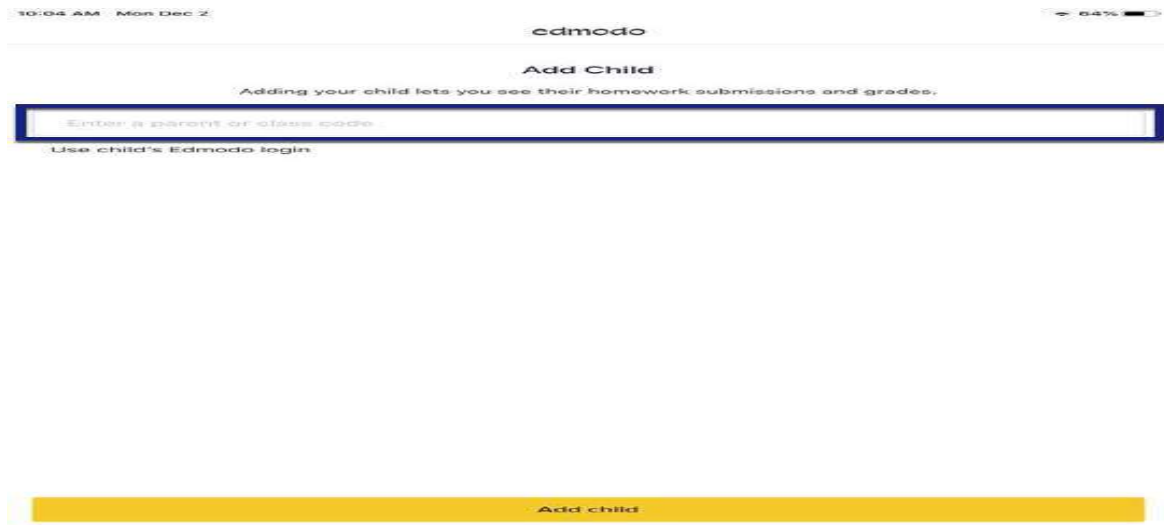 10:04 AM Mon Dec 2 64%
edmodo
Add Child
Adding your child lets you see their homework submissions and grades.
Enter a parent or class code
Use child's Edmodo login
Add child